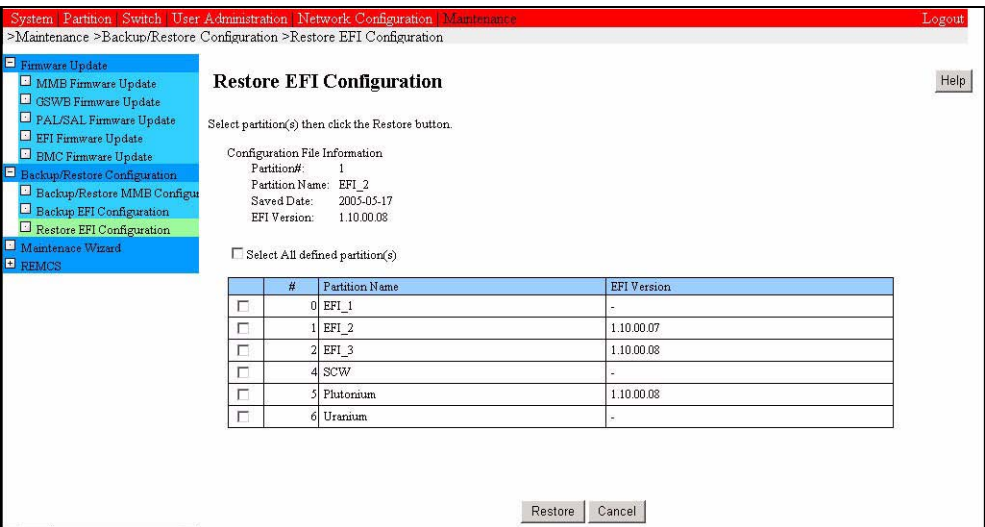 System | Partition | Switch | User Administration | Network Configuration | Maintenance Logout
>Maintenance >Backup/Restore Configuration >Restore EFI Configuration
Firmware Update
MMB Firmware Update
GSWB Firmware Update
PAL/SAL Firmware Update
EFI Firmware Update
BMC Firmware Update
Backup/Restore Configuration
Backup/Restore MMB Configur
Backup EFI Configuration
Restore EFI Configuration
Maintenace Wizard
REMCS
Restore EFI Configuration
Help
Select partition(s) then click the Restore button.
Configuration File Information
Partition#: 1
Partition Name: EFI_2
Saved Date: 2005-05-17
EFI Version: 1.10.00.08
Select All defined partition(s)
# Partition Name EFI Version
0 EFI_1 -
1 EFI_2 1.10.00.07
2 EFI_3 1.10.00.08
4 SCW -
5 Plutonium 1.10.00.08
6 Uranium -
Restore Cancel